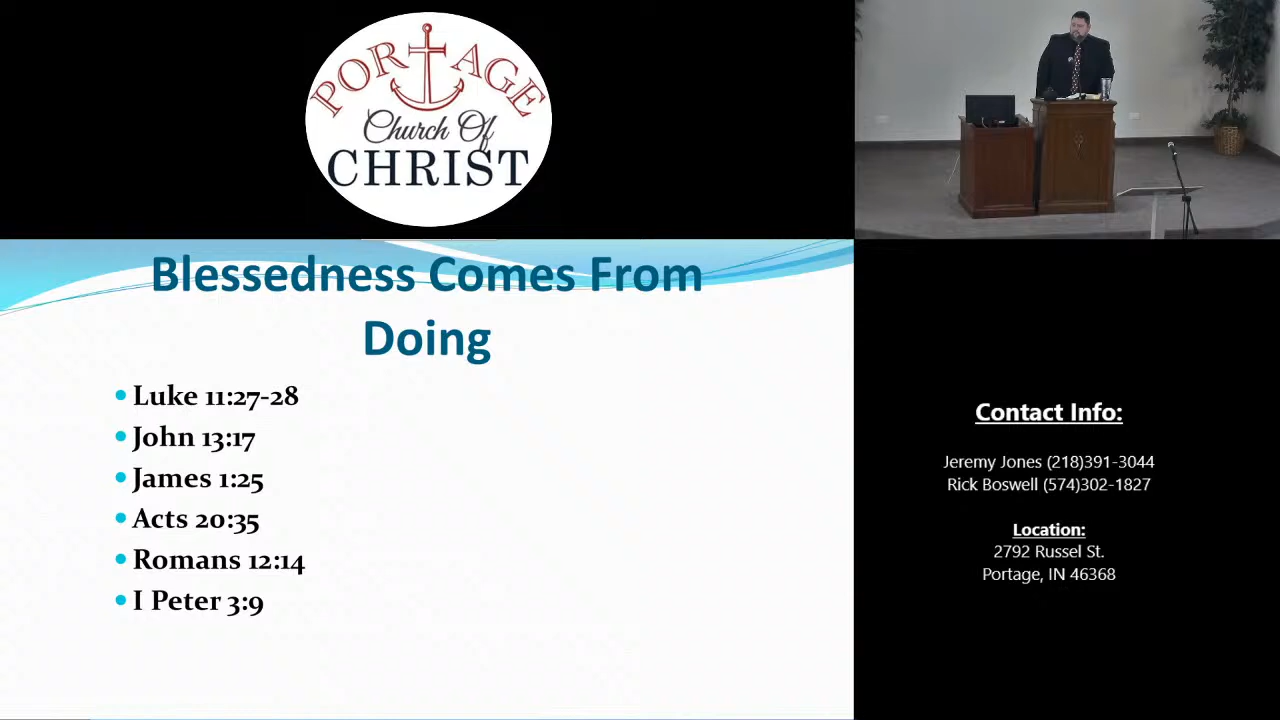 PORTAGE
Church Of
CHRIST
Blessedness Comes From
Doing
Luke 11:27-28
John 13:17
James 1:25
Acts 20:35
Romans 12:14
I Peter 3:9
Contact Info:
Jeremy Jones (218)391-3044
Rick Boswell (574)302-1827
Location:
2792 Russel St.
Portage, IN 46368